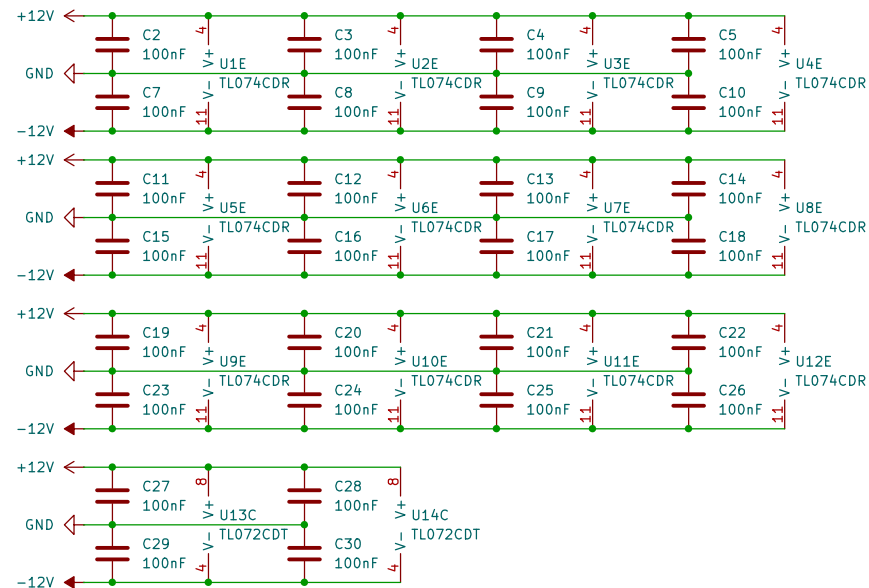 +12V
C2
100nF
4
V+
U1E
C3
100nF
4
V+
U2E
C4
100nF
4
V+
U3E
C5
100nF
4
V+
U4E
GND
C7
100nF
V−
11
TL074CDR
C8
100nF
V−
11
TL074CDR
C9
100nF
V−
11
TL074CDR
C10
100nF
V−
11
TL074CDR
−12V
+12V
C11
100nF
4
V+
U5E
C12
100nF
4
V+
U6E
C13
100nF
4
V+
U7E
C14
100nF
4
V+
U8E
GND
C15
100nF
V−
11
TL074CDR
C16
100nF
V−
11
TL074CDR
C17
100nF
V−
11
TL074CDR
C18
100nF
V−
11
TL074CDR
−12V
+12V
C19
100nF
4
V+
U9E
C20
100nF
4
V+
U10E
C21
100nF
4
V+
U11E
C22
100nF
4
V+
U12E
GND
C23
100nF
V−
11
TL074CDR
C24
100nF
V−
11
TL074CDR
C25
100nF
V−
11
TL074CDR
C26
100nF
V−
11
TL074CDR
−12V
+12V
C27
100nF
8
V+
U13C
C28
100nF
8
V+
U14C
GND
C29
100nF
V−
4
TL072CDT
C30
100nF
V−
4
TL072CDT
−12V